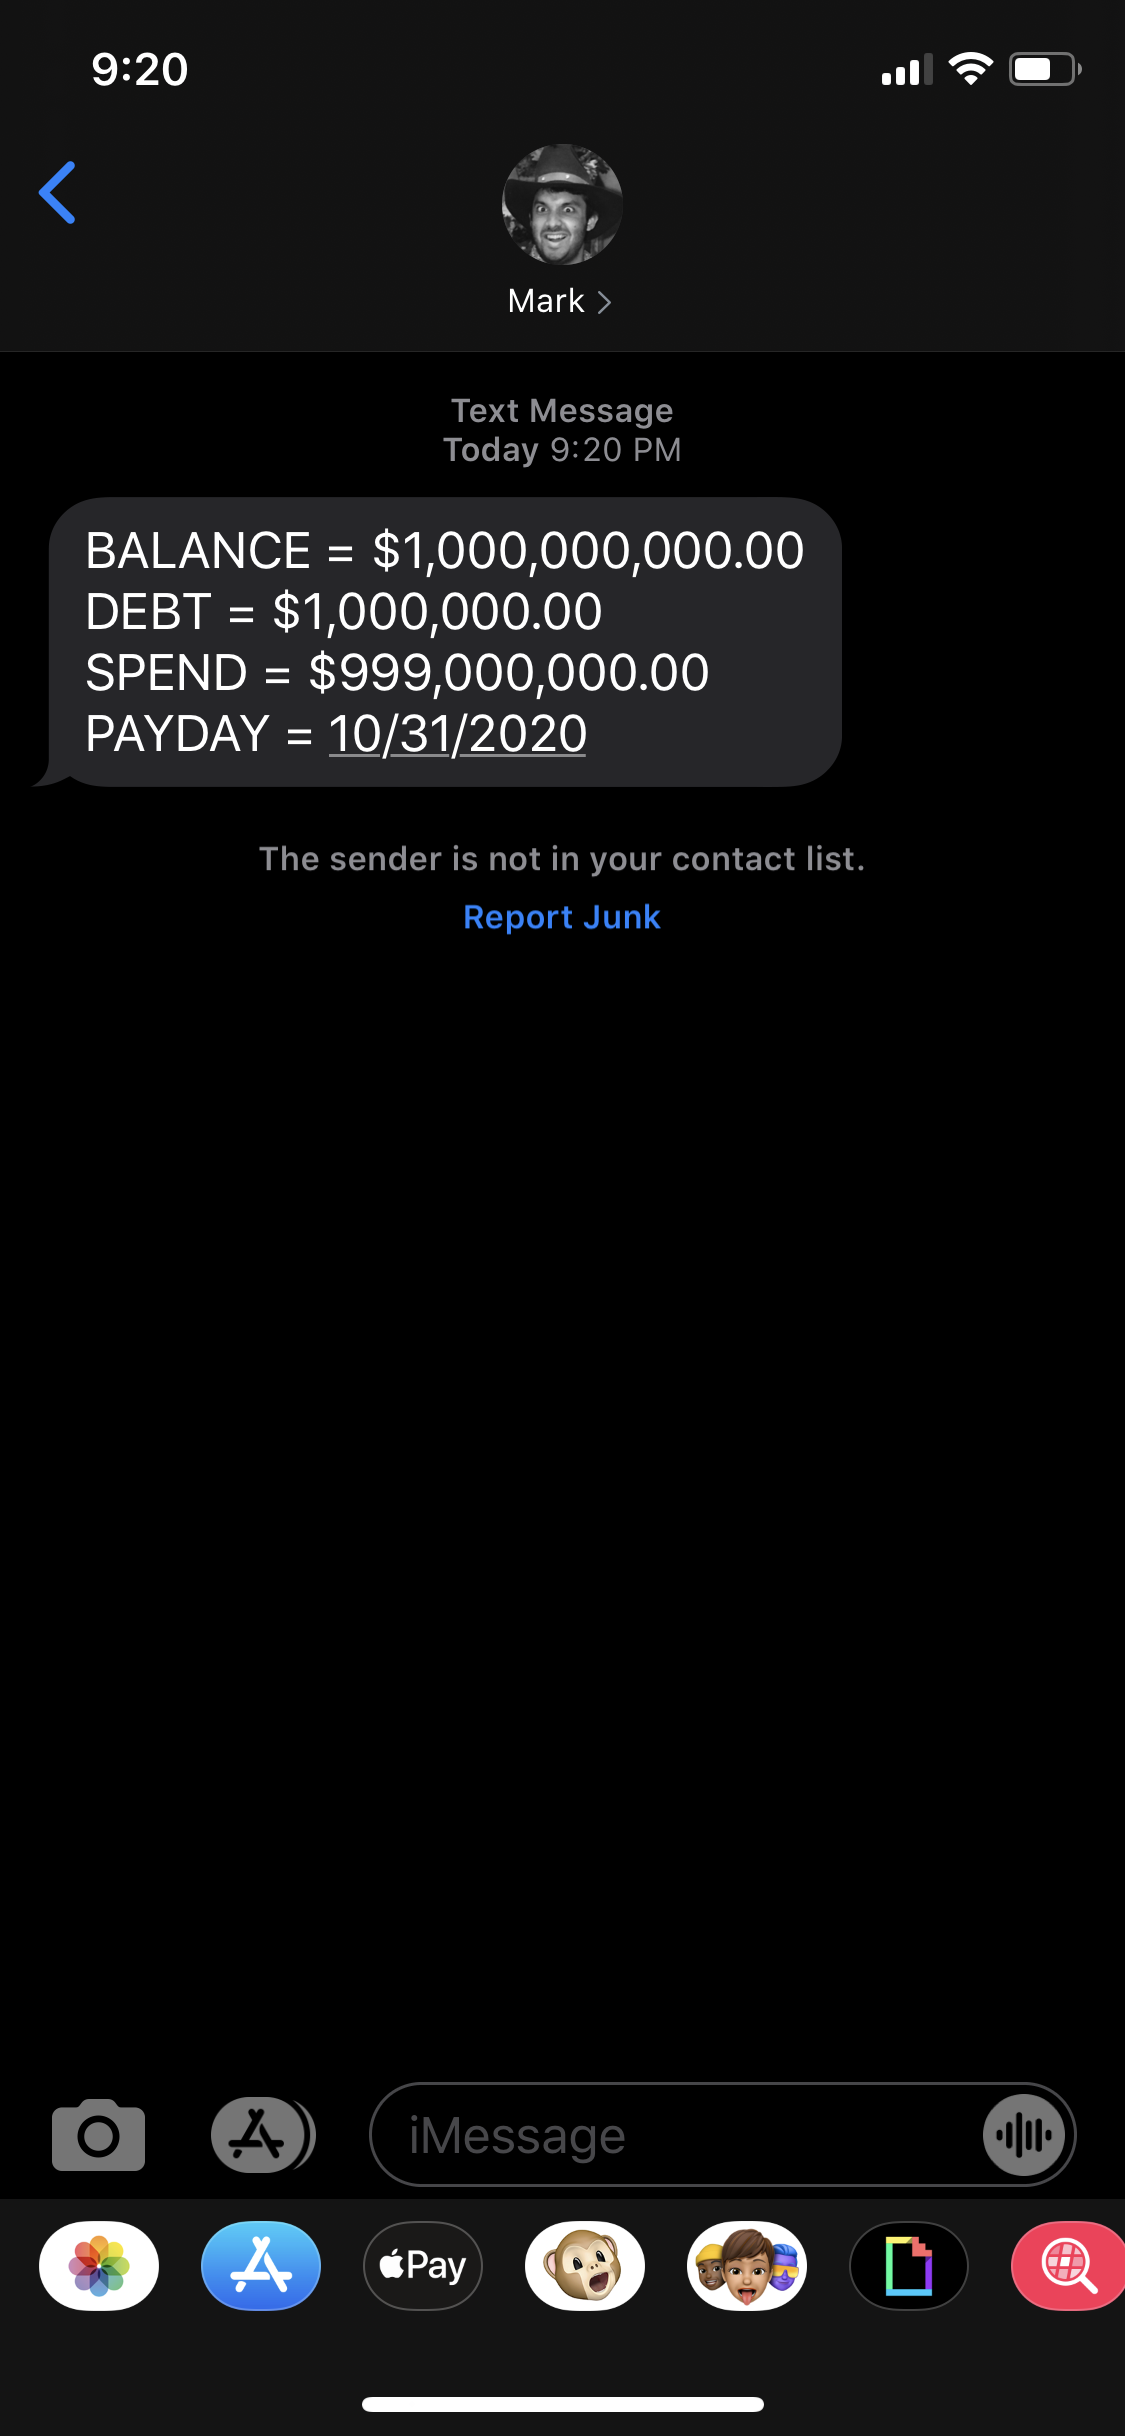 9:20
Mark
Text Message
Today 9:20 PM
BALANCE = $1,000,000,000.00
DEBT = $1,000,000.00
SPEND = $999,000,000.00
PAYDAY = 10/31/2020
The sender is not in your contact list.
Report Junk
iMessage
Pay